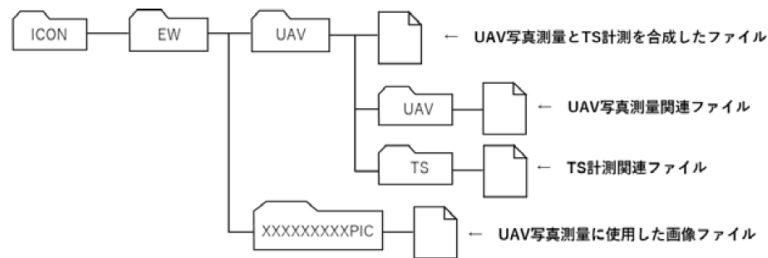 ICON EW UAV ← UAV写真測量とTS計測を合成したファイル
UAV ← UAV写真測量関連ファイル
TS ← TS計測関連ファイル
XXXXXXXXXPIC ← UAV写真測量に使用した画像ファイル